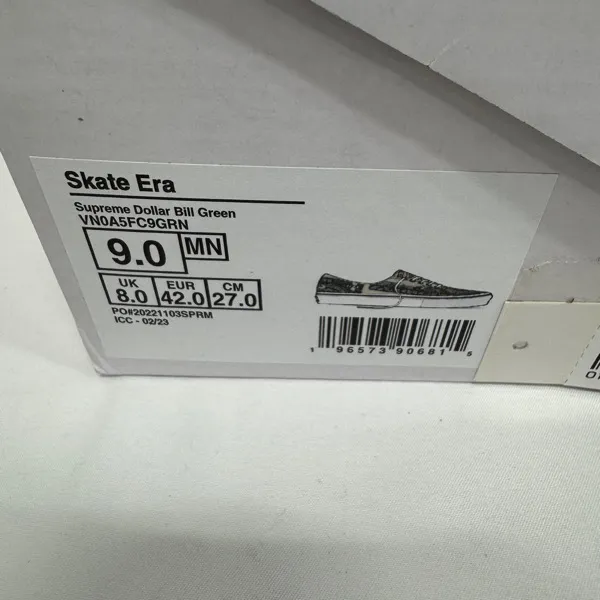 Skate Era
Supreme Dollar Bill Green
VN0A5FC9GRN
9.0 MN
UK EUR CM
8.0 42.0 27.0
PO#20221103SPRM
ICC - 02/23
1 96573 90681 5